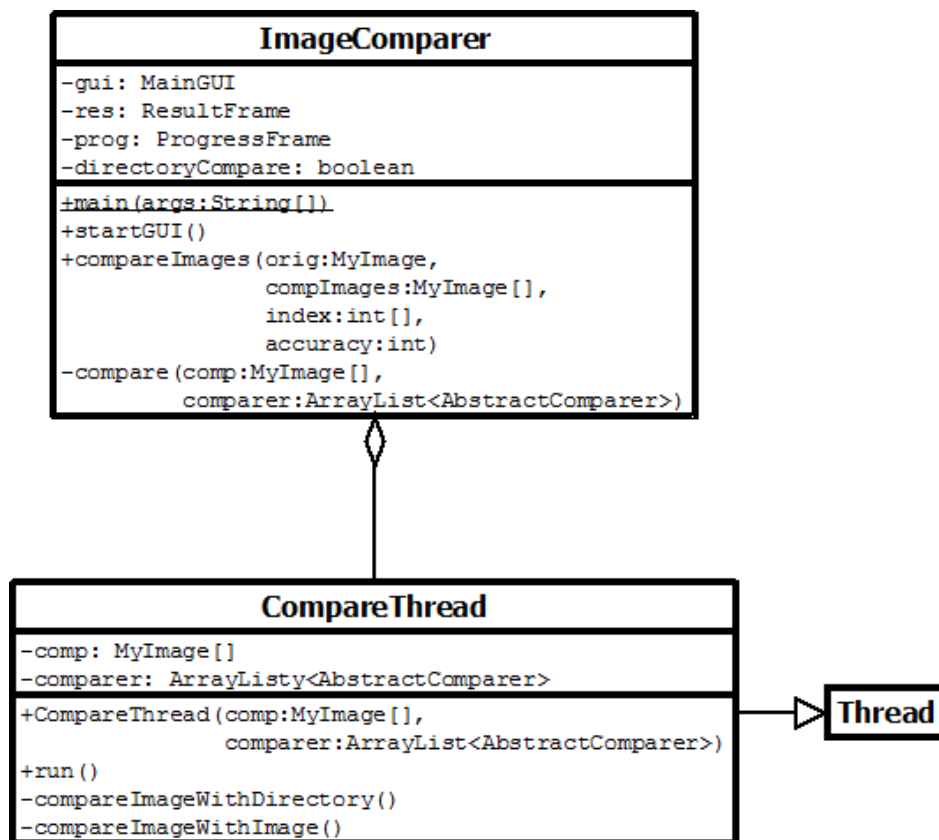 ImageComparer
-gui: MainGUI
-res: ResultFrame
-prog: ProgressFrame
-directoryCompare: boolean
+main(args:String[])
+startGUI()
+compareImages(orig:MyImage,
compImages:MyImage[],
index:int[],
accuracy:int)
-compare(comp:MyImage[],
comparer:ArrayList<AbstractComparer>)
CompareThread
-comp: MyImage[]
-comparer: ArrayListy<AbstractComparer>
+CompareThread(comp:MyImage[],
comparer:ArrayList<AbstractComparer>)
+run()
-compareImageWithDirectory()
-compareImageWithImage()
Thread